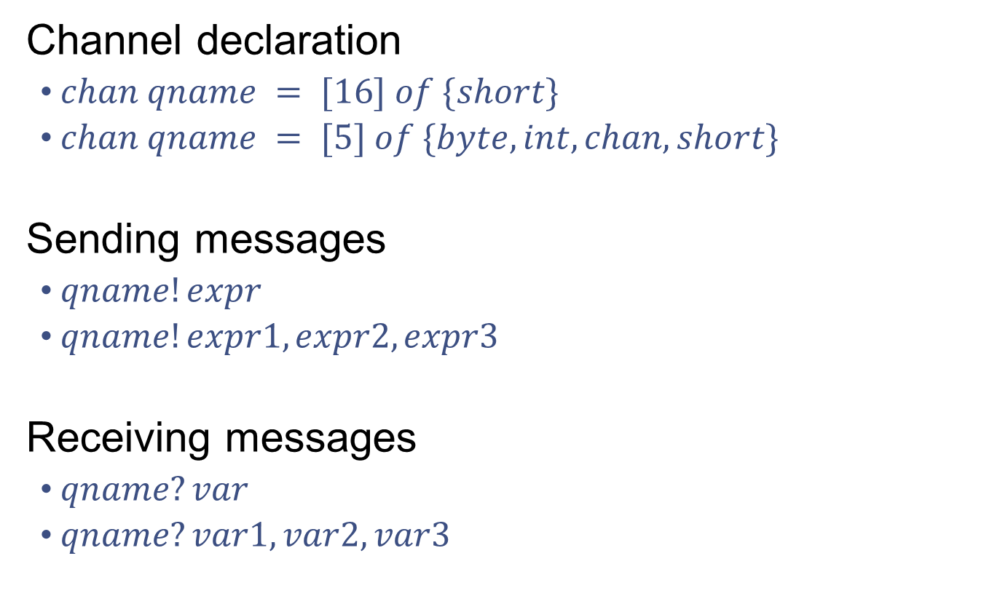 Channel declaration
• chan qname = [16] of {short}
• chan qname = [5] of {byte, int, chan, short}
Sending messages
• qname! expr
• qname! expr1, expr2, expr3
Receiving messages
• qname? var
• qname? var1, var2, var3